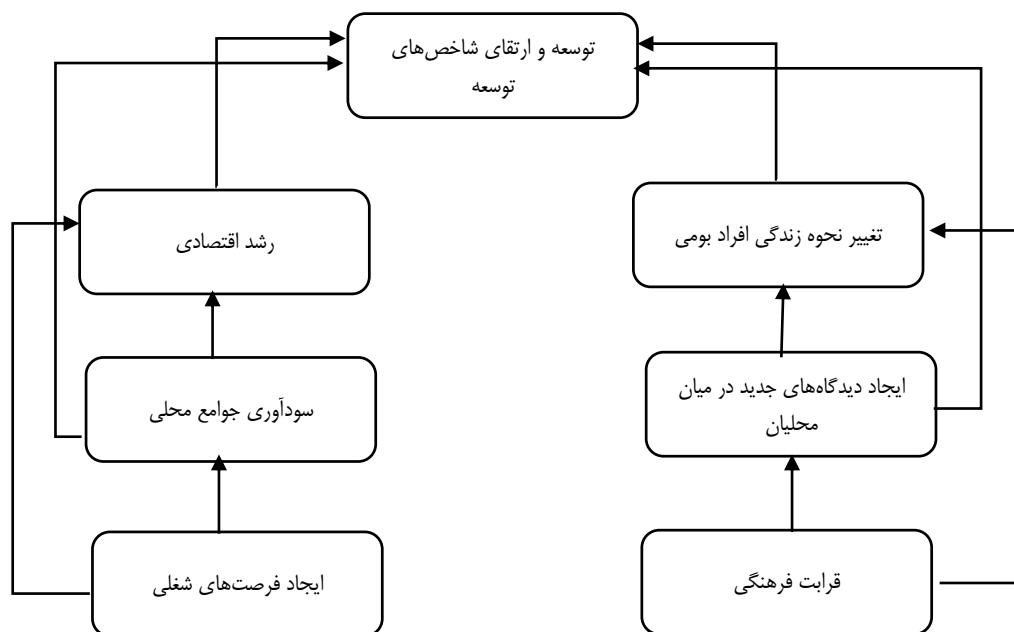 توسعه و ارتقای شاخص‌های
توسعه
تغییر نحوه زندگی افراد بومی
رشد اقتصادی
ایجاد دیدگاه‌های جدید در میان
محلیان
سودآوری جوامع محلی
قرابت فرهنگی
ایجاد فرصت‌های شغلی